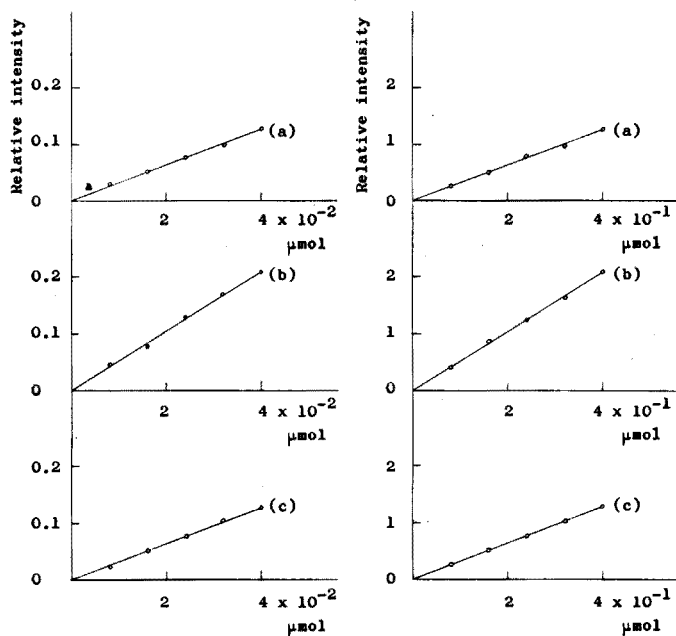 Relative intensity
0.2
0.1
0
(a)
2
4 x 10⁻²
μmol
0.2
0.1
0
(b)
2
4 x 10⁻²
μmol
0.2
0.1
0
(c)
2
4 x 10⁻²
μmol
Relative intensity
2
1
0
(a)
2
4 x 10⁻¹
μmol
2
1
0
(b)
2
4 x 10⁻¹
μmol
2
1
0
(c)
2
4 x 10⁻¹
μmol